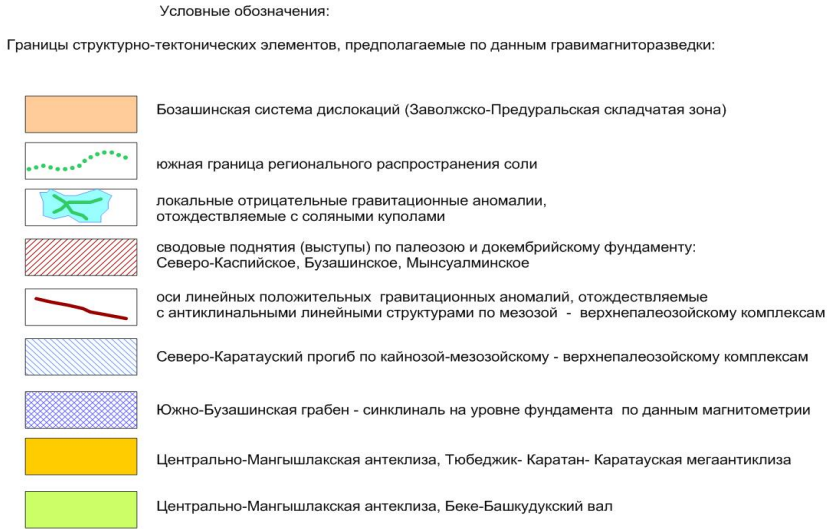 Условные обозначения:
Границы структурно-тектонических элементов, предполагаемые по данным гравимагниторазведки:
Бозашинская система дислокаций (Заволжско-Предуральская складчатая зона)
южная граница регионального распространения соли
локальные отрицательные гравитационные аномалии,
отождествляемые с соляными куполами
сводовые поднятия (выступы) по палеозою и докембрийскому фундаменту:
Северо-Каспийское, Бузашинское, Мынсуалминское
оси линейных положительных гравитационных аномалий, отождествляемые
с антиклинальными линейными структурами по мезозой - верхнепалеозойскому комплексам
Северо-Каратауский прогиб по кайнозой-мезозойскому - верхнепалеозойскому комплексам
Южно-Бузашинская грабен - синклиналь на уровне фундамента по данным магнитометрии
Центрально-Мангышлакская антеклиза, Тюбеджик- Каратан- Каратауская мегаантиклиза
Центрально-Мангышлакская антеклиза, Беке-Башкудукский вал